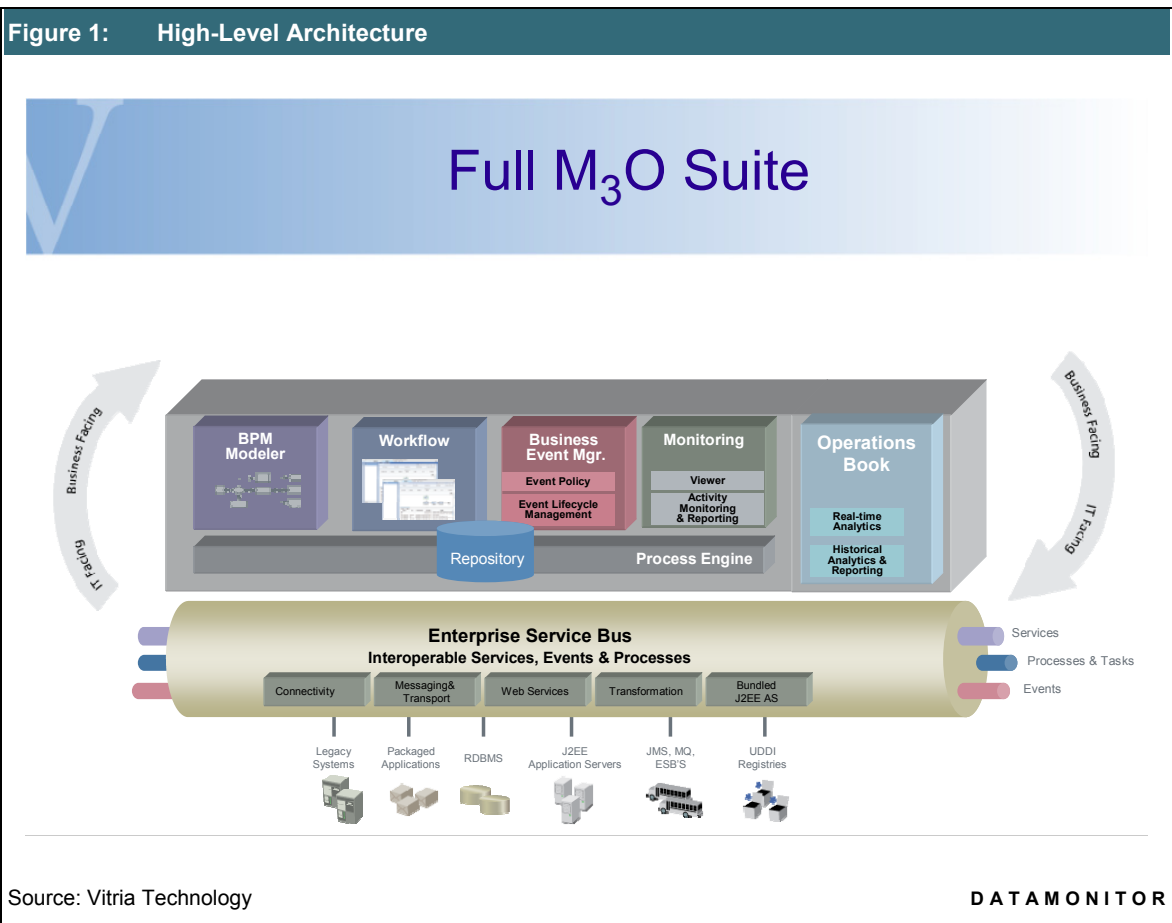 Figure 1: High-Level Architecture
Full M3O Suite
Business Facing
IT Facing
Business Facing
IT Facing
BPM
Modeler
Workflow
Business
Event Mgr.
Event Policy
Event Lifecycle
Management
Monitoring
Viewer
Activity
Monitoring
& Reporting
Operations
Book
Real-time
Analytics
Historical
Analytics &
Reporting
Repository
Process Engine
Enterprise Service Bus
Interoperable Services, Events & Processes
Connectivity
Messaging&
Transport
Web Services
Transformation
Bundled
J2EE AS
Services
Processes & Tasks
Events
Legacy
Systems
Packaged
Applications
RDBMS
J2EE
Application Servers
JMS, MQ,
ESB'S
UDDI
Registries
Source: Vitria Technology
DATAMONITOR